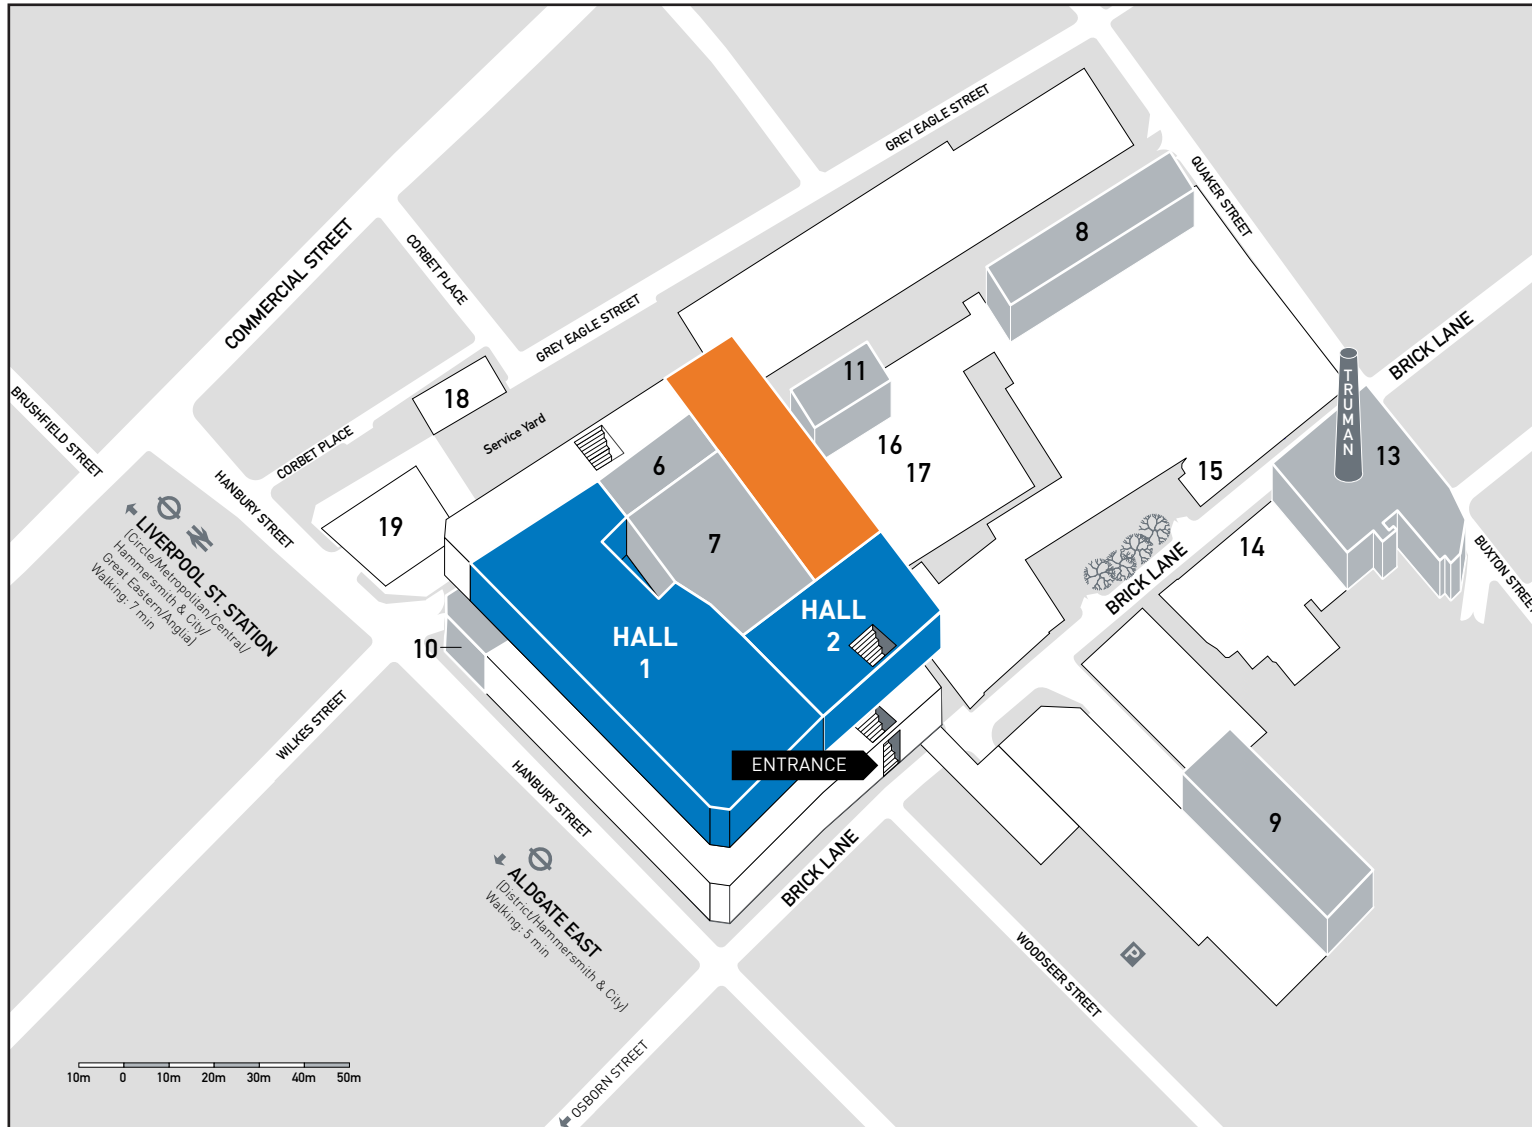 GREY EAGLE STREET
QUAKER STREET
COMMERCIAL STREET
CORBET PLACE
8
BRICK LANE
GREY EAGLE STREET
11
TRUMAN
BRUSHFIELD STREET
18
Service Yard
CORBET PLACE
6
16
17
15
13
HANBURY STREET
19
7
14
BUXTON STREET
LIVERPOOL ST. STATION
(Circle/Metropolitan/Central/
Hammersmith & City/
Great Eastern/Anglia)
Walking: 7 min
BRICK LANE
HALL
2
HALL
1
10
WILKES STREET
ENTRANCE
HANBURY STREET
9
BRICK LANE
ALDGATE EAST
(District/Hammersmith & City)
Walking: 5 min
WOODSEER STREET
P
OSBORN STREET
10m 0 10m 20m 30m 40m 50m